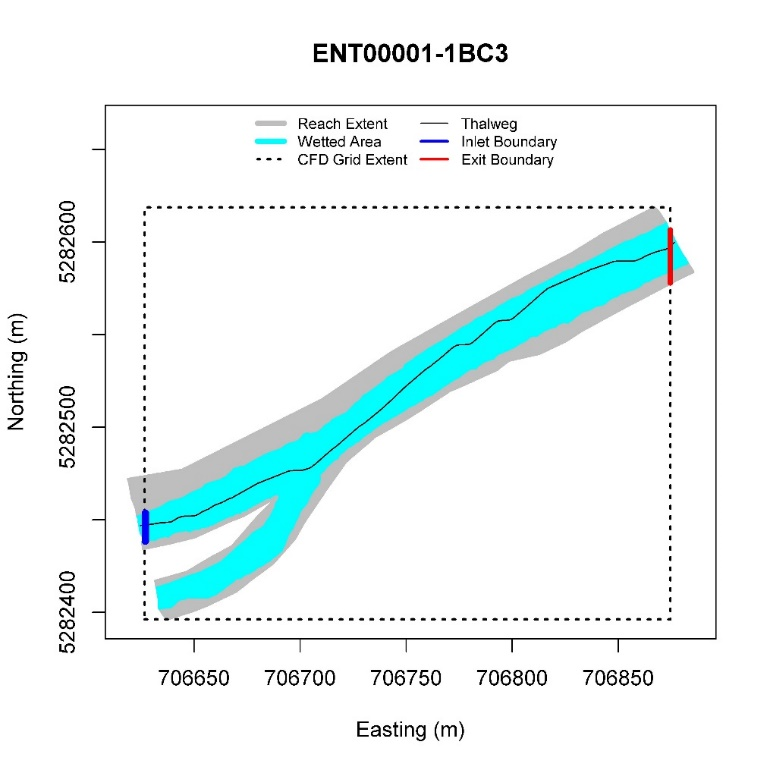 ENT00001-1BC3
Reach Extent
Wetted Area
CFD Grid Extent
Thalweg
Inlet Boundary
Exit Boundary
Northing (m)
5282600
5282500
5282400
706650 706700 706750 706800 706850
Easting (m)